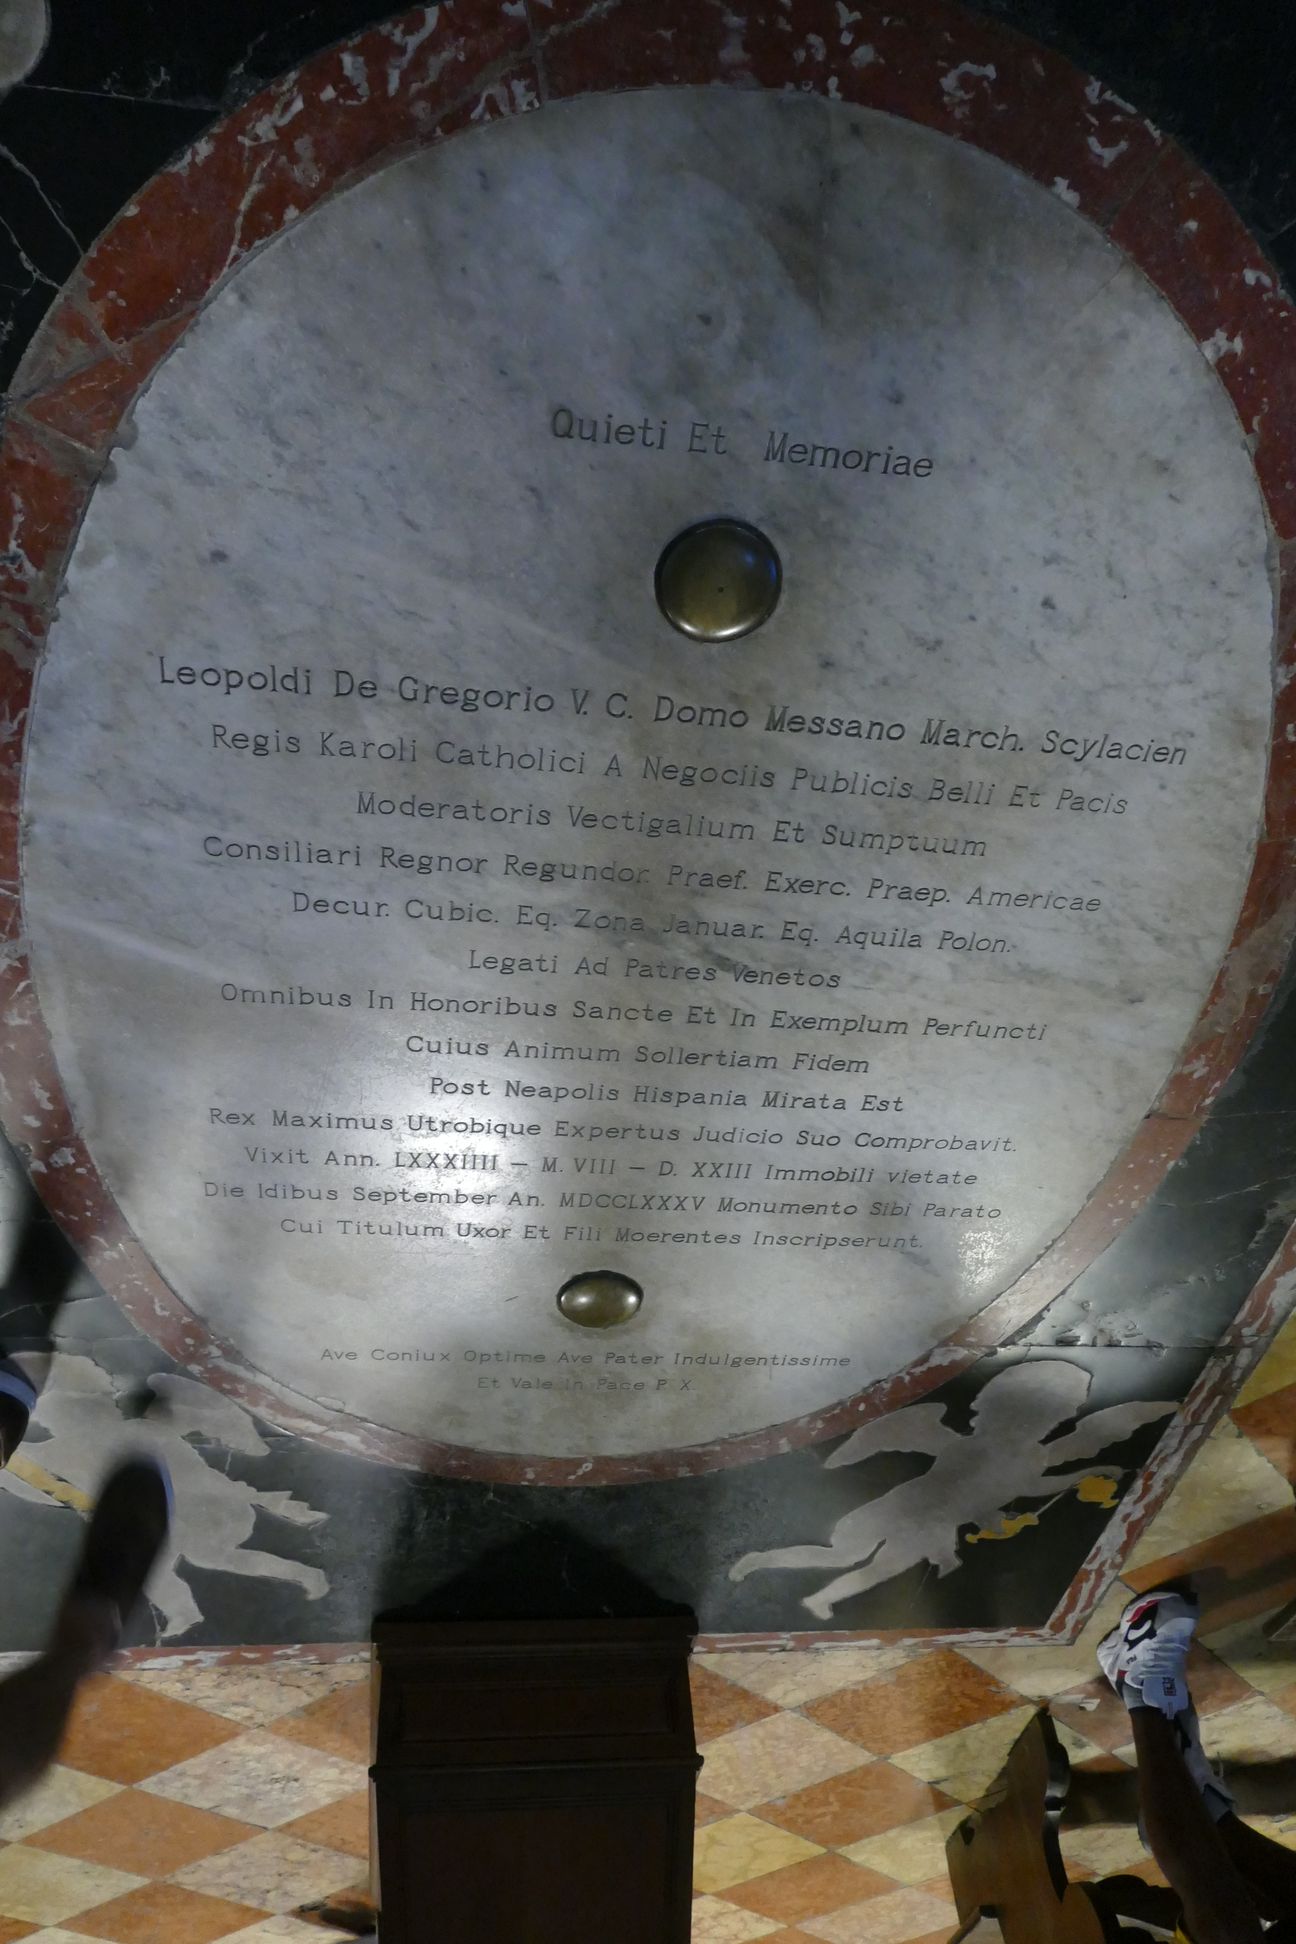 Quieti Et Memoriae
Leopoldi De Gregorio V. C. Domo Messano March. Scylacien
Regis Karoli Catholici A Negociis Publicis Belli Et Pacis
Moderatoris Vectigalium Et Sumptuum
Consiliari Regnor Regundor. Praef. Exerc. Praep. Americae
Decur. Cubic. Eq. Zona Januar. Eq. Aquila Polon.
Legati Ad Patres Venetos
Omnibus In Honoribus Sancte Et In Exemplum Perfuncti
Cuius Animum Sollertiam Fidem
Post Neapolis Hispania Mirata Est
Rex Maximus Utrobique Expertus Judicio Suo Comprobavit.
Vixit Ann. LXXXIIII — M. VIII — D. XXIII Immobili vietate
Die Idibus September An. MDCCLXXXV Monumento Sibi Parato
Cui Titulum Uxor Et Fili Moerentes Inscripserunt.
Ave Coniux Optime Ave Pater Indulgentissime
Et Vale In Pace P X